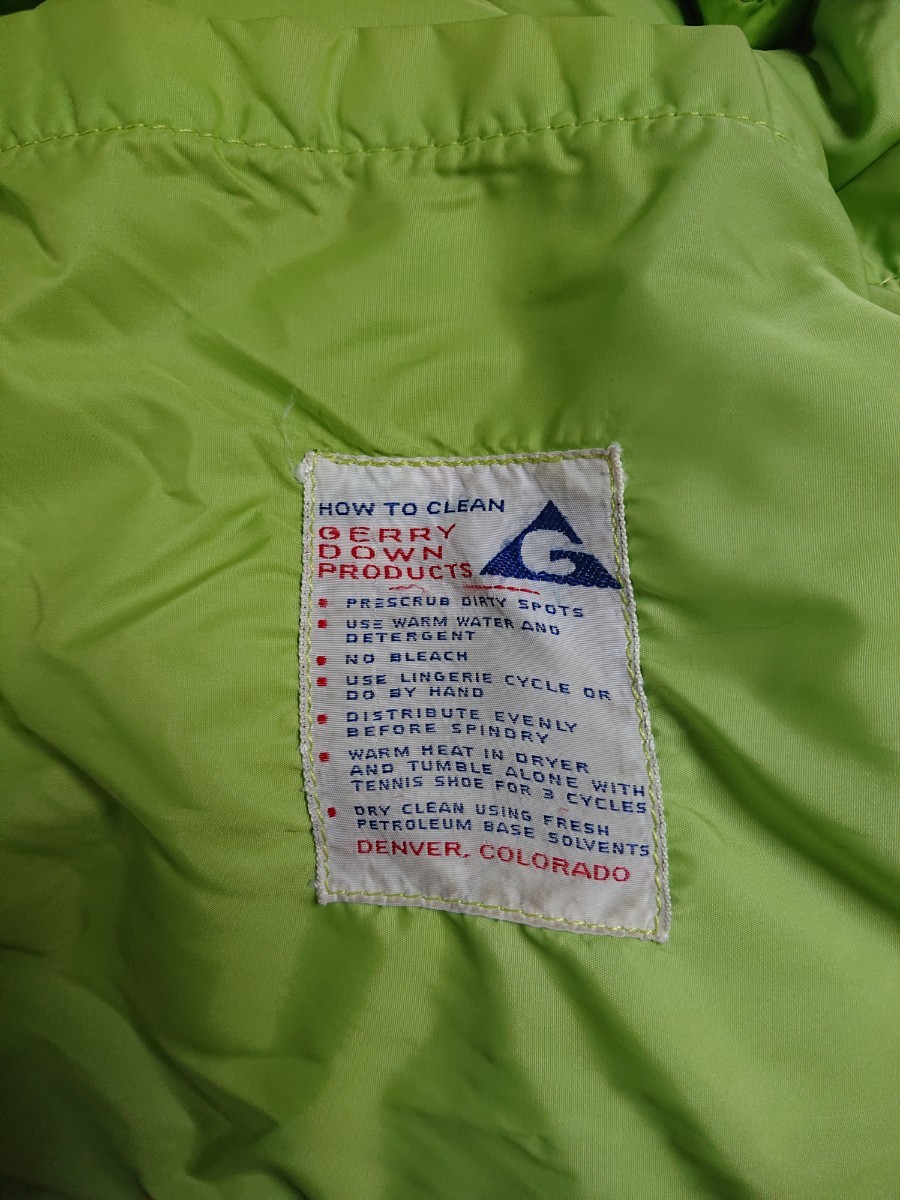 HOW TO CLEAN
GERRY
DOWN
PRODUCTS
G
• PRESCRUB DIRTY SPOTS
• USE WARM WATER AND
DETERGENT
• NO BLEACH
• USE LINGERIE CYCLE OR
DO BY HAND
• DISTRIBUTE EVENLY
BEFORE SPINDRY
• WARM HEAT IN DRYER
AND TUMBLE ALONE WITH
TENNIS SHOE FOR 3 CYCLES
• DRY CLEAN USING FRESH
PETROLEUM BASE SOLVENTS
DENVER, COLORADO